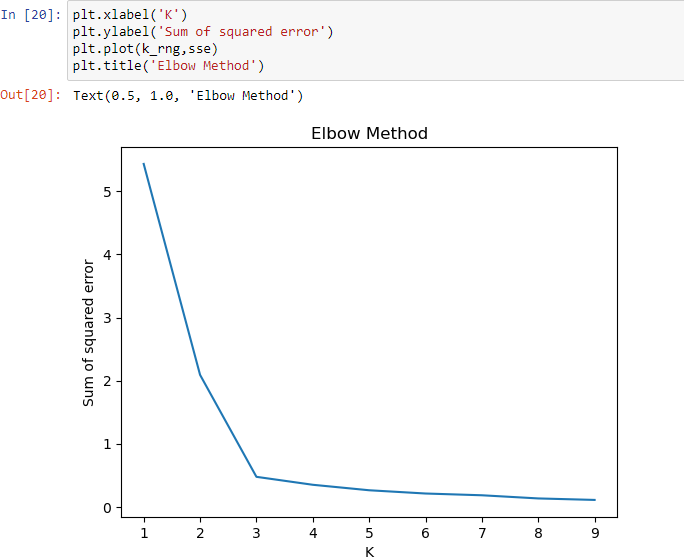 In [20]: plt.xlabel('K')
plt.ylabel('Sum of squared error')
plt.plot(k_rng,sse)
plt.title('Elbow Method')
Out[20]: Text(0.5, 1.0, 'Elbow Method')
Elbow Method
5
4
3
2
1
0
Sum of squared error
1 2 3 4 5 6 7 8 9
K